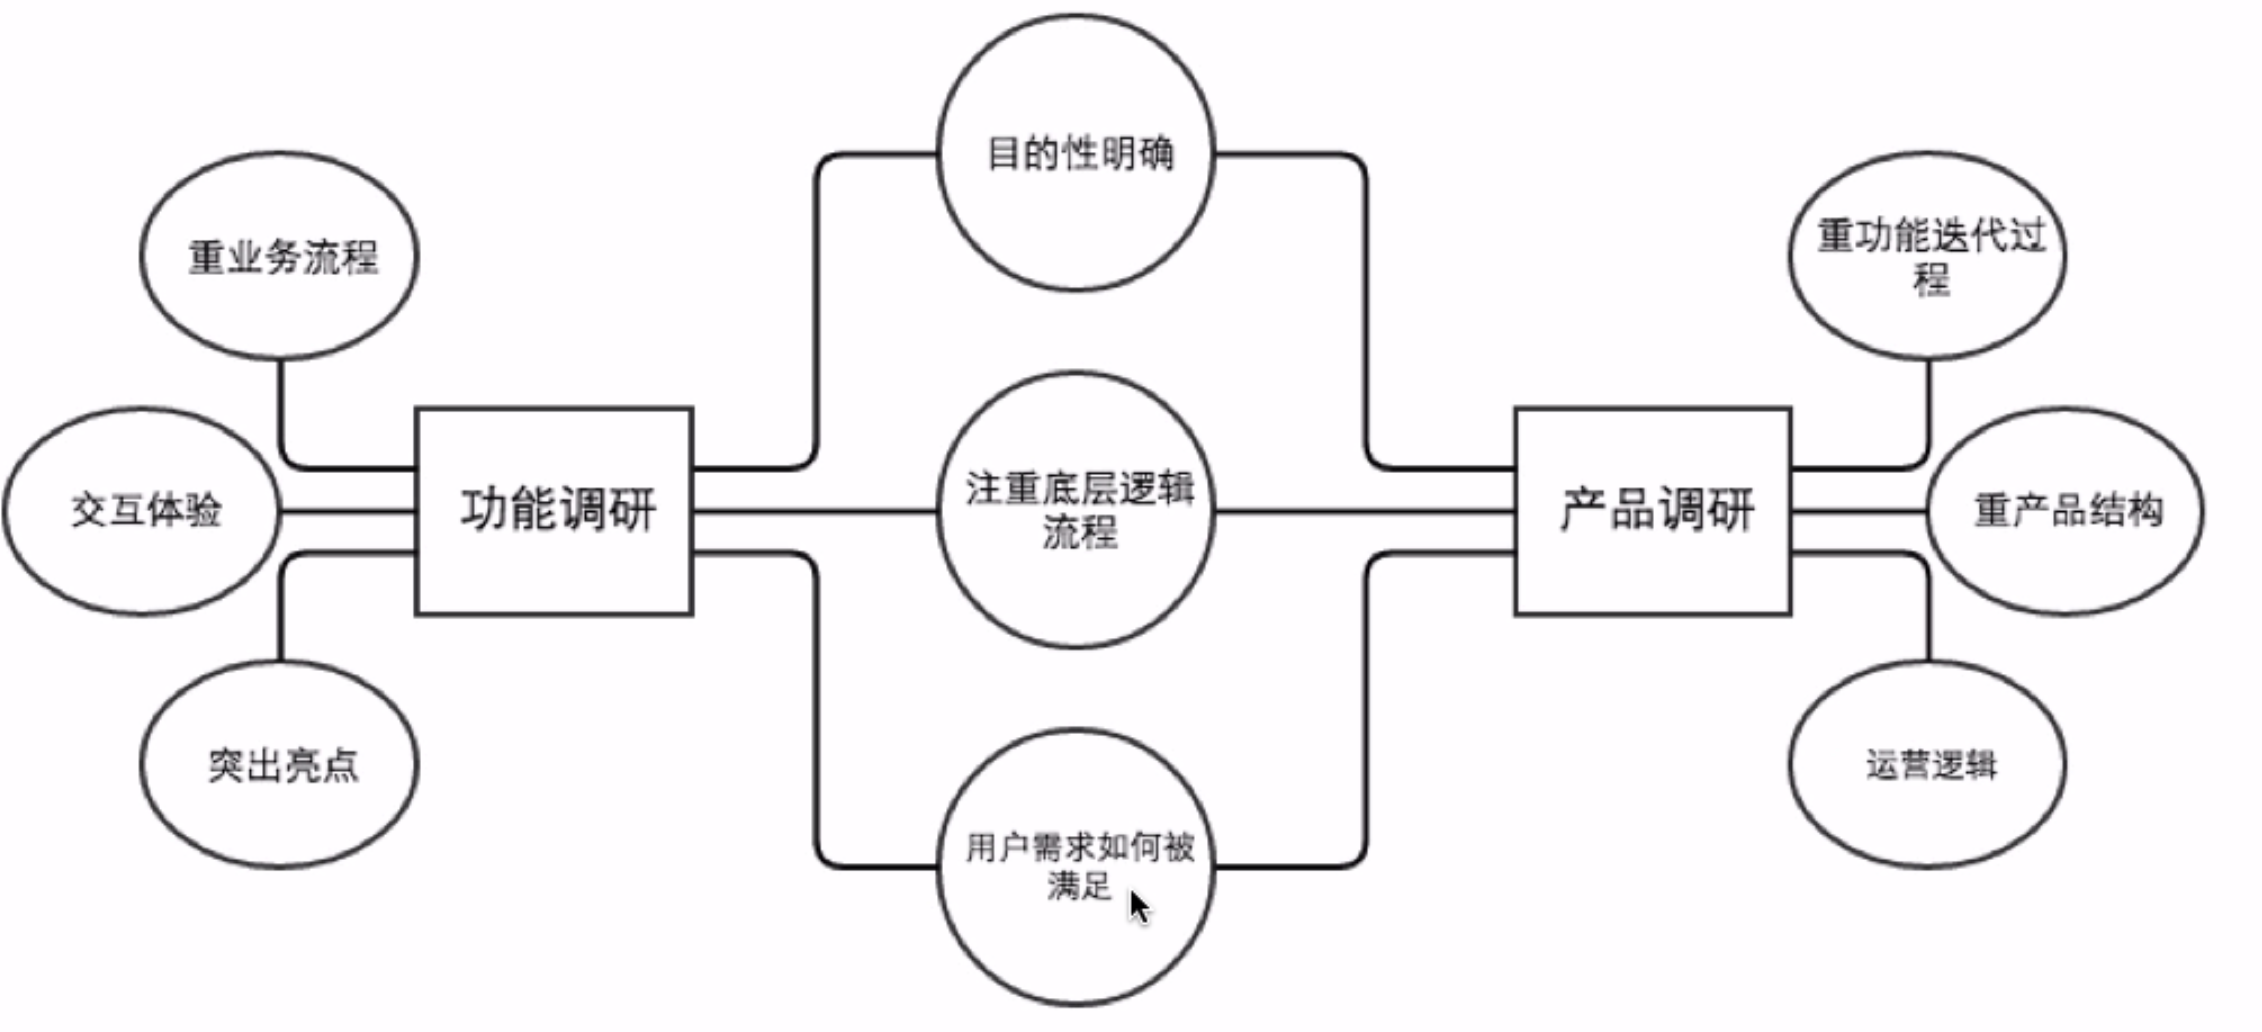 目的性明确
重业务流程
重功能迭代过
程
交互体验
功能调研
注重底层逻辑
流程
产品调研
重产品结构
突出亮点
运营逻辑
用户需求如何被
满足